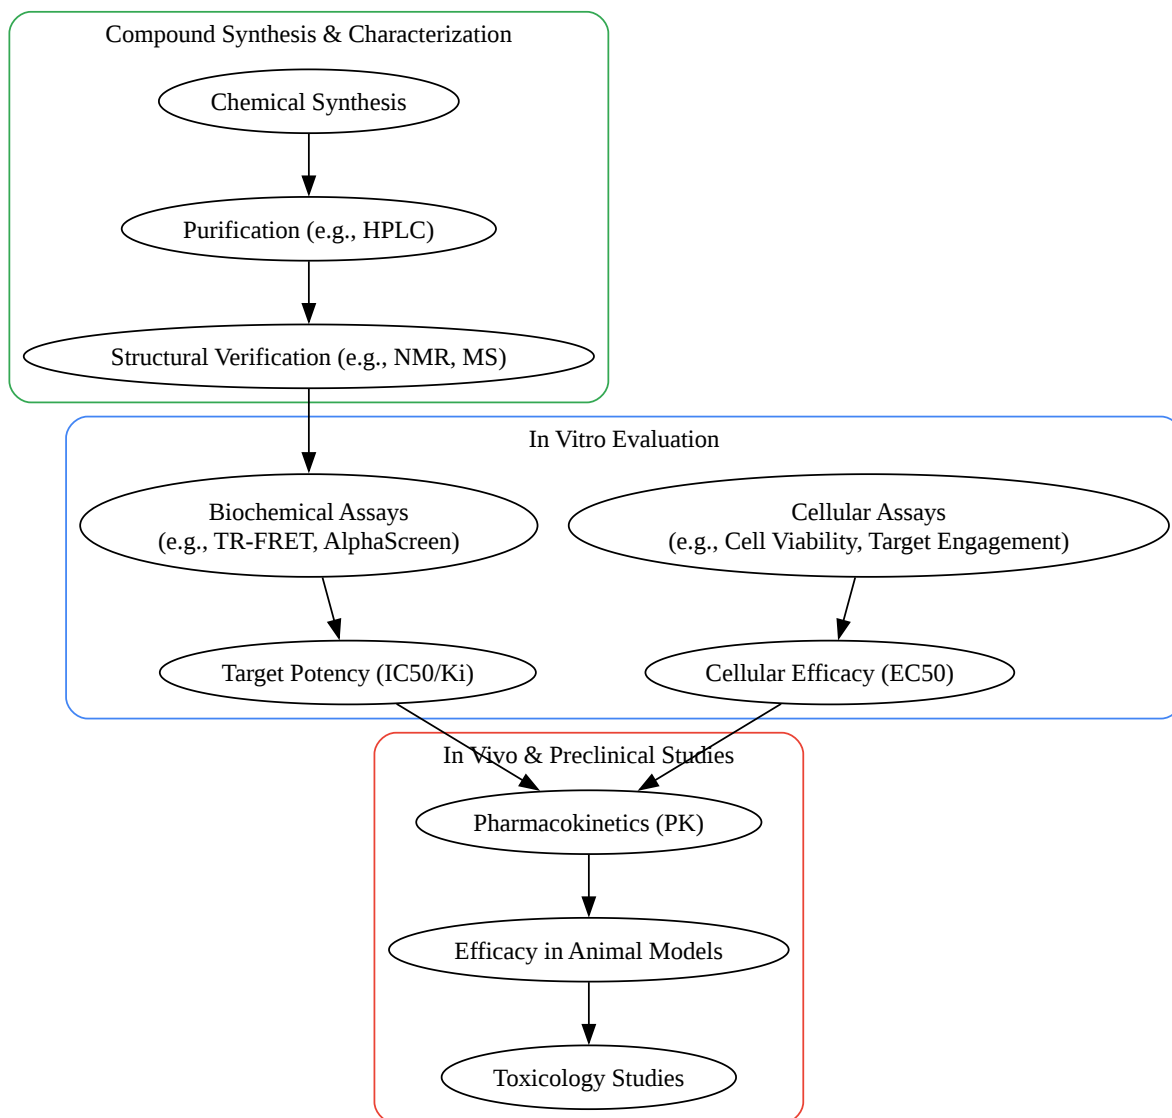 Compound Synthesis & Characterization
Chemical Synthesis
Purification (e.g., HPLC)
Structural Verification (e.g., NMR, MS)
In Vitro Evaluation
Biochemical Assays
(e.g., TR-FRET, AlphaScreen)
Cellular Assays
(e.g., Cell Viability, Target Engagement)
Target Potency (IC50/Ki)
Cellular Efficacy (EC50)
In Vivo & Preclinical Studies
Pharmacokinetics (PK)
Efficacy in Animal Models
Toxicology Studies